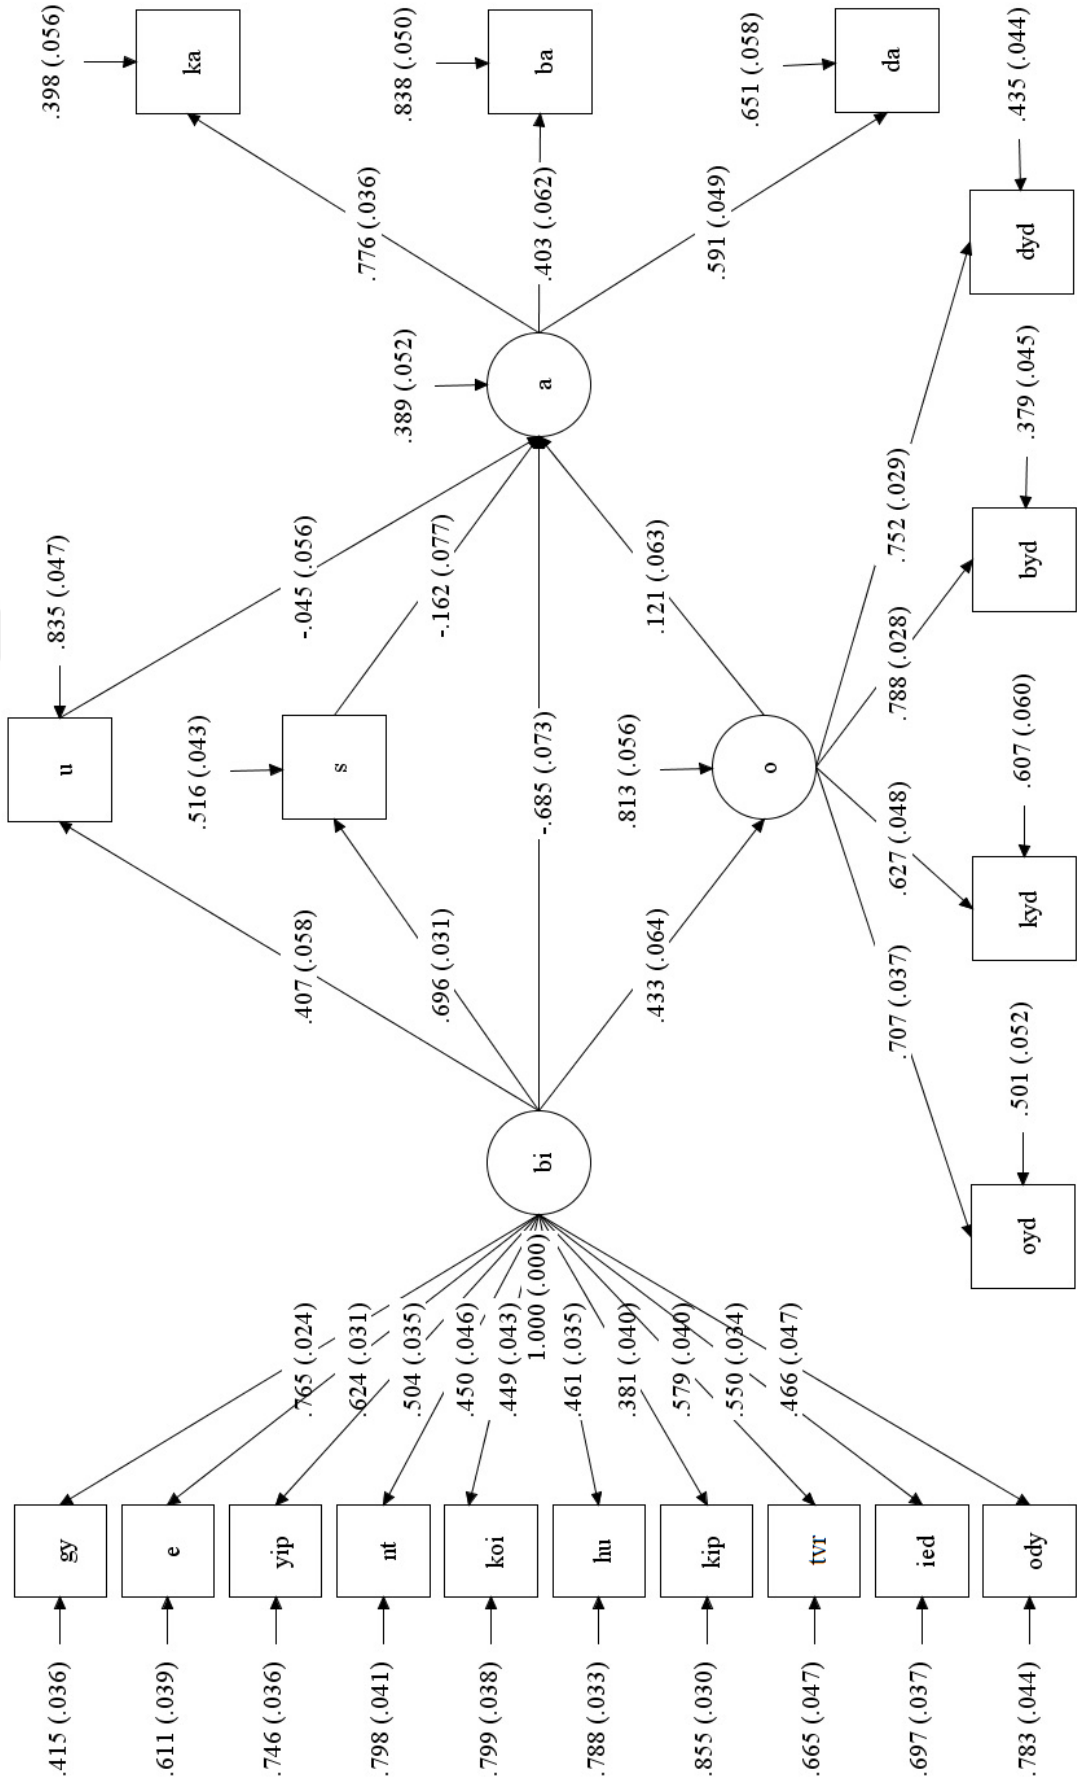 .398 (.056)
.415 (.036)
gy
u
.835 (.047)
.611 (.039)
e
ka
.516 (.043)
.746 (.036)
yip
.765 (.024)
.407 (.058)
-.045 (.056)
s
.624 (.031)
.776 (.036)
.798 (.041)
nt
.389 (.052)
.838 (.050)
.504 (.035)
.696 (.031)
-.162 (.077)
.450 (.046)
.799 (.038)
koi
.449 (.043)
1.000 (.000)
bi
-.685 (.073)
a
.403 (.062)
ba
.461 (.035)
.788 (.033)
hu
.381 (.040)
.813 (.056)
.433 (.064)
.121 (.063)
.579 (.040)
.855 (.030)
kip
.591 (.049)
.550 (.034)
.651 (.058)
o
.466 (.047)
.665 (.047)
tvr
da
.707 (.037)
.627 (.048)
.788 (.028)
.752 (.029)
.697 (.037)
ied
.501 (.052)
.607 (.060)
.379 (.045)
.435 (.044)
.783 (.044)
ody
oyd
kyd
byd
dyd